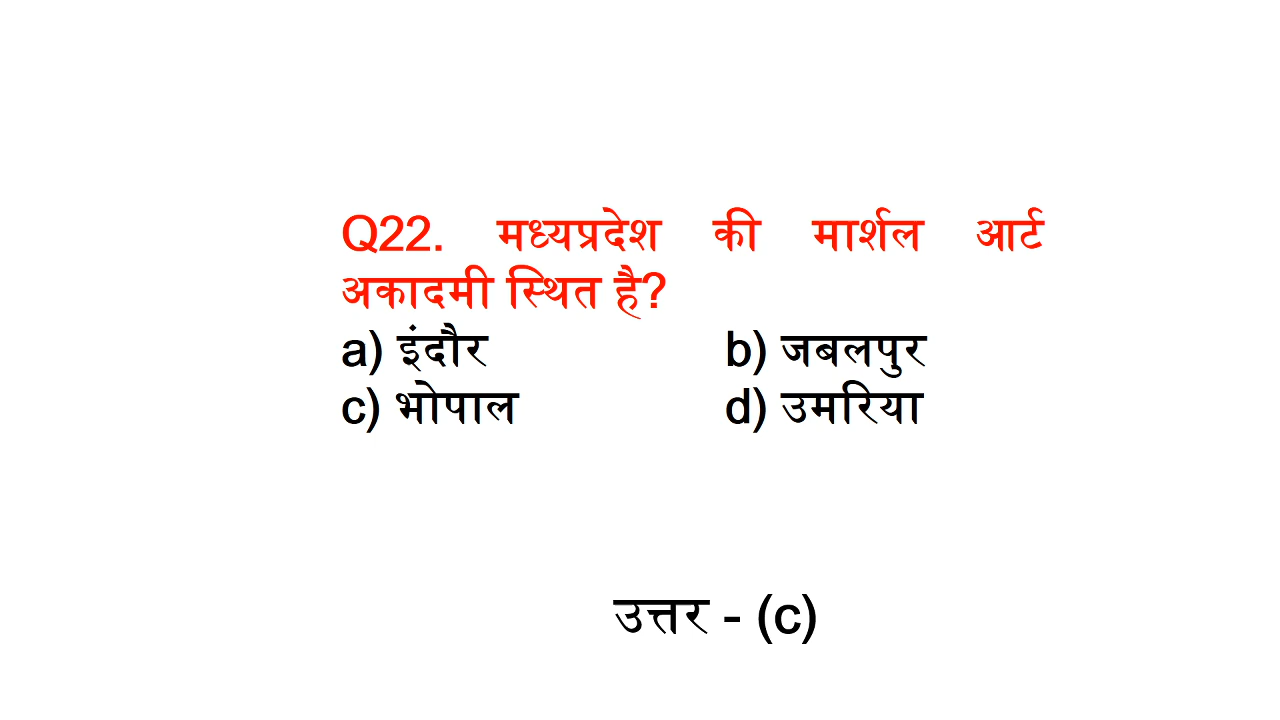 Q22. मध्यप्रदेश की मार्शल आर्ट
अकादमी स्थित है?
a) इंदौर b) जबलपुर
c) भोपाल d) उमरिया
उत्तर - (c)